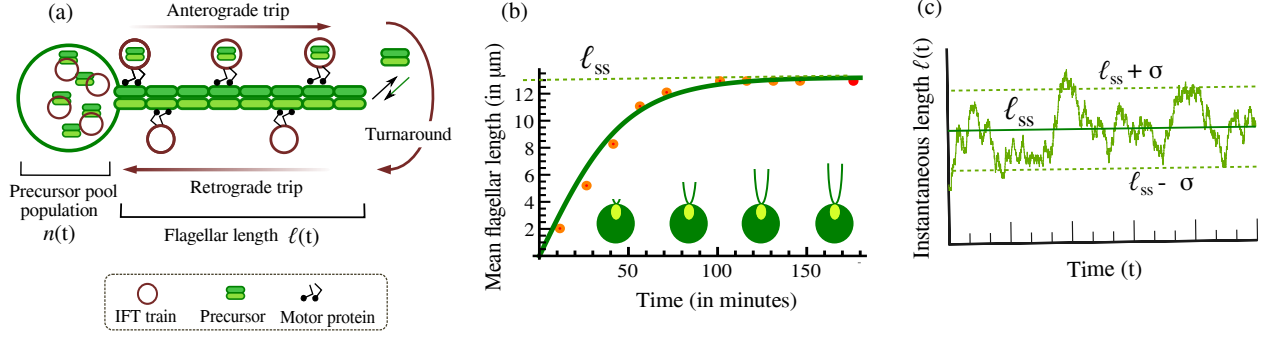 (a)
Anterograde trip
Turnaround
Retrograde trip
Precursor pool
population
n(t)
Flagellar length ℓ(t)
IFT train
Precursor
Motor protein
(b)
ℓss
Mean flagellar length (in μm)
12
10
8
6
4
2
50
100
150
Time (in minutes)
(c)
Instantaneous length ℓ(t)
ℓss + σ
ℓss
ℓss - σ
Time (t)